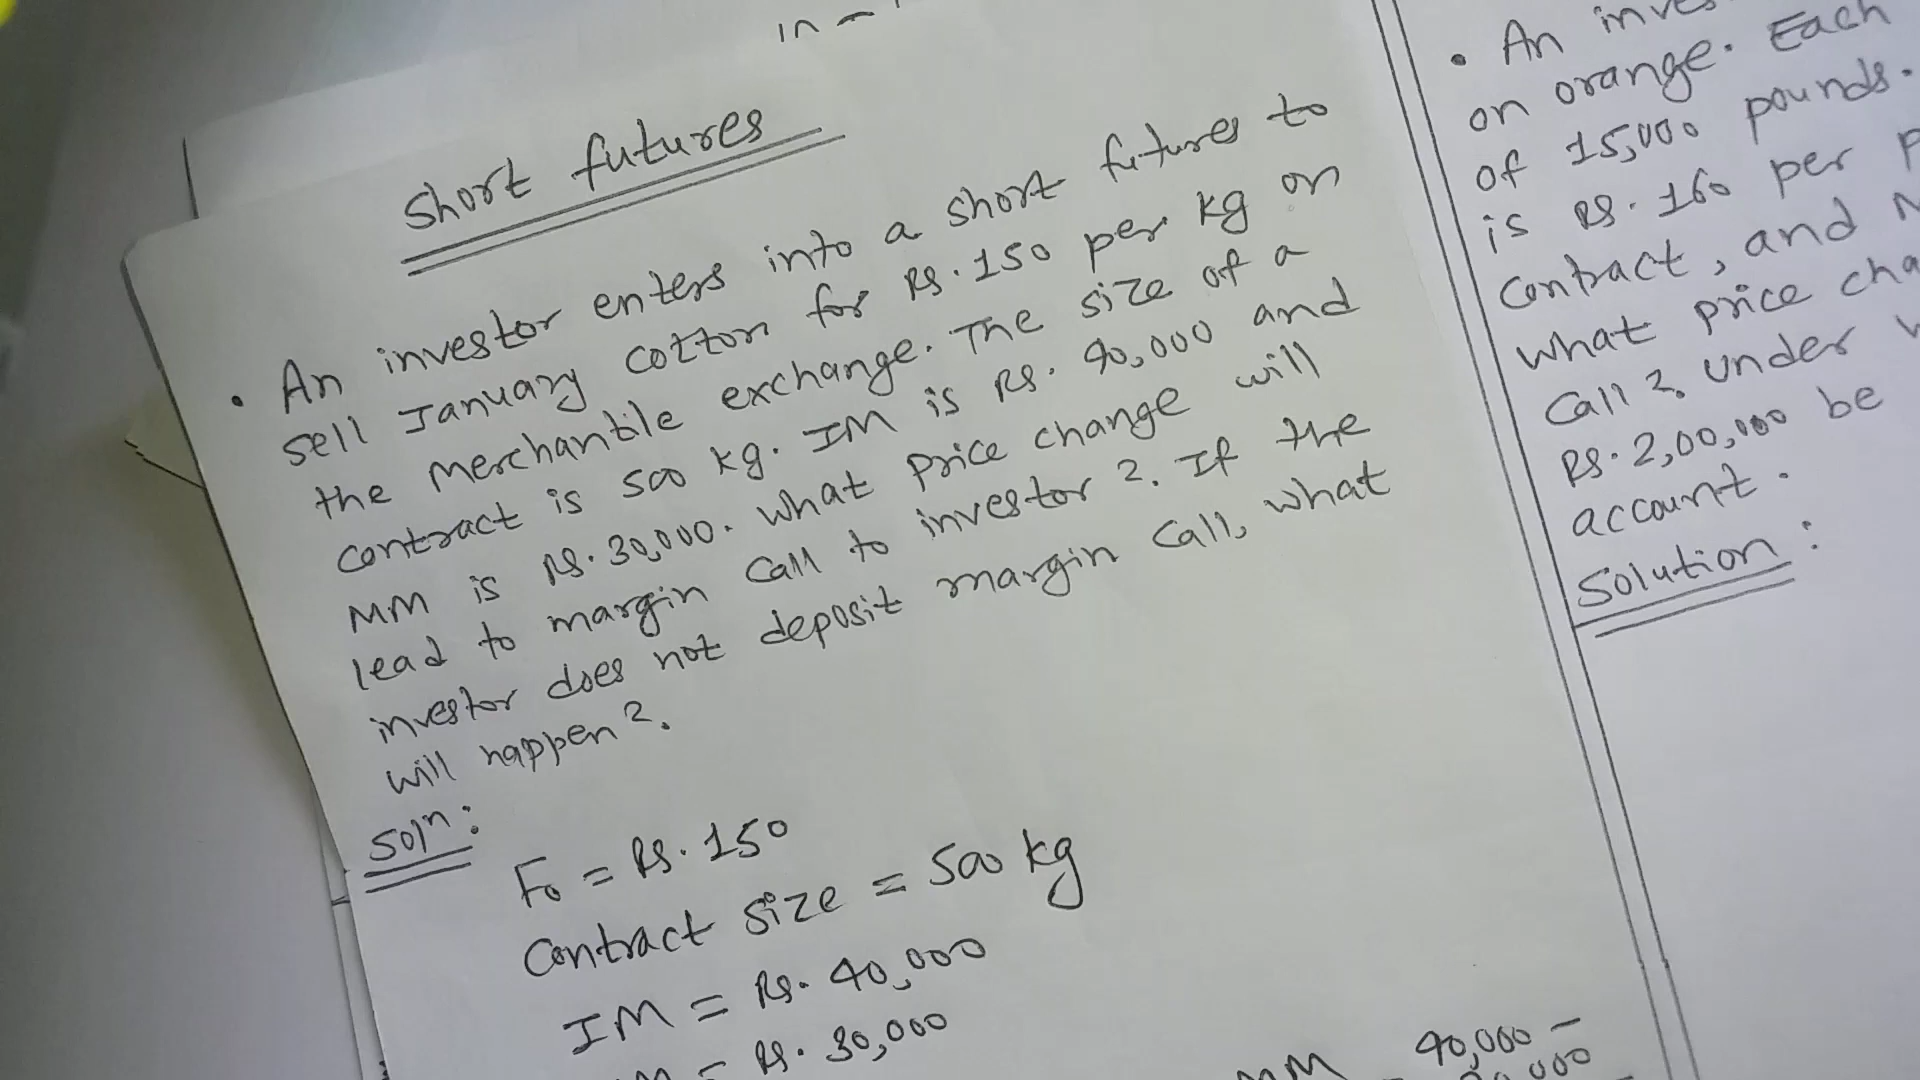 in -
Short futures
• An investor enters into a short futures to
sell January cotton for Rs. 150 per kg on
the merchantile exchange. The size of a
contract is 500 kg. IM is Rs. 40,000 and
MM is Rs. 30,000. What price change will
lead to margin call to investor ?. If the
investor does not deposit margin call, what
will happen ?.
Soln:
F0 = Rs. 150
Contract size = 500 kg
IM = Rs. 40,000
= Rs. 30,000
MM
40,000 -
• An
on orange. Each
of 15,000 pounds.
is Rs. 160 per
contract, and
what price
call ?. Under
Rs. 2,00,000 be
account.
Solution :